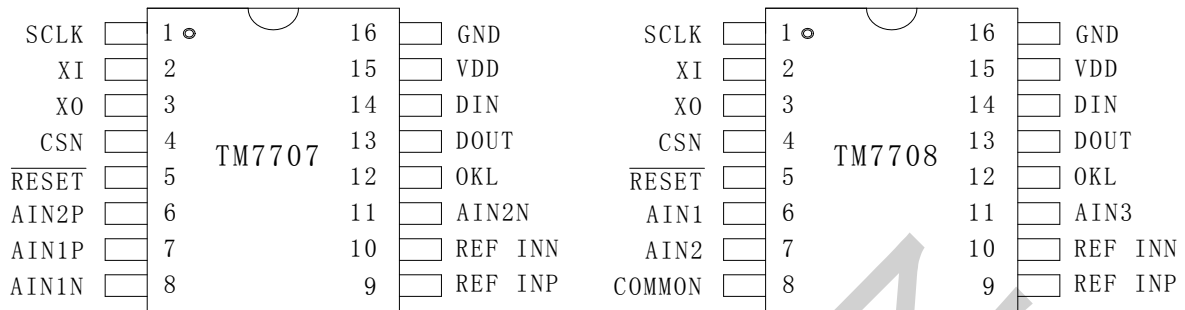 SCLK 1 16 GND
XI 2 15 VDD
XO 3 14 DIN
CSN 4 13 DOUT
TM7707
RESET 5 12 OKL
AIN2P 6 11 AIN2N
AIN1P 7 10 REF INN
AIN1N 8 9 REF INP
SCLK 1 16 GND
XI 2 15 VDD
XO 3 14 DIN
CSN 4 13 DOUT
TM7708
RESET 5 12 OKL
AIN1 6 11 AIN3
AIN2 7 10 REF INN
COMMON 8 9 REF INP